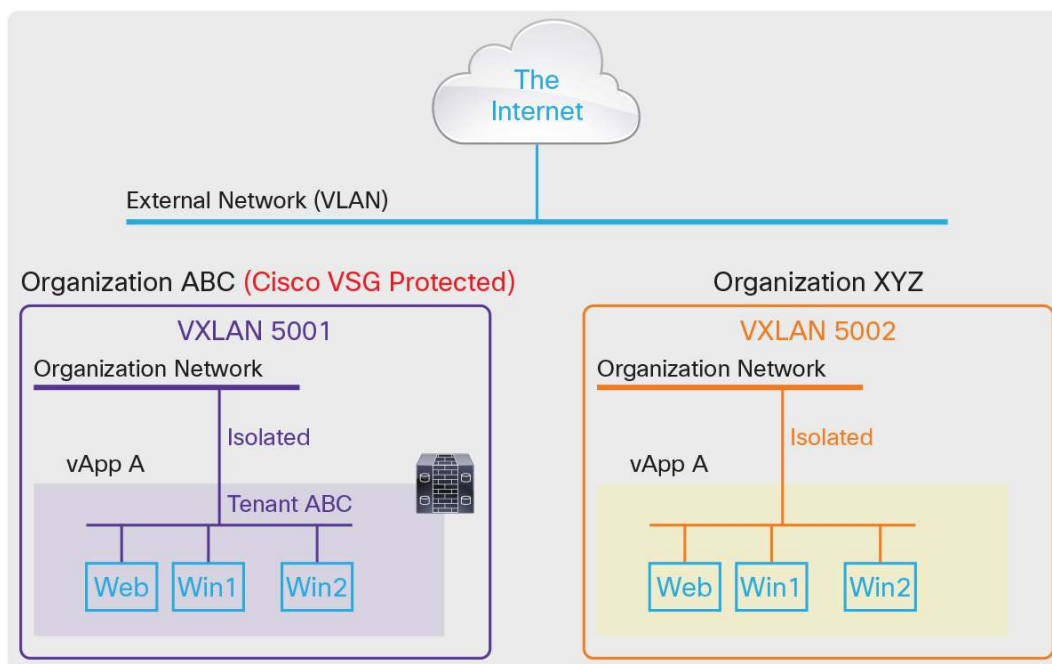 The
Internet
External Network (VLAN)
Organization ABC (Cisco VSG Protected)
VXLAN 5001
Organization Network
Isolated
vApp A
Tenant ABC
Web
Win1
Win2
Organization XYZ
VXLAN 5002
Organization Network
Isolated
vApp A
Web
Win1
Win2